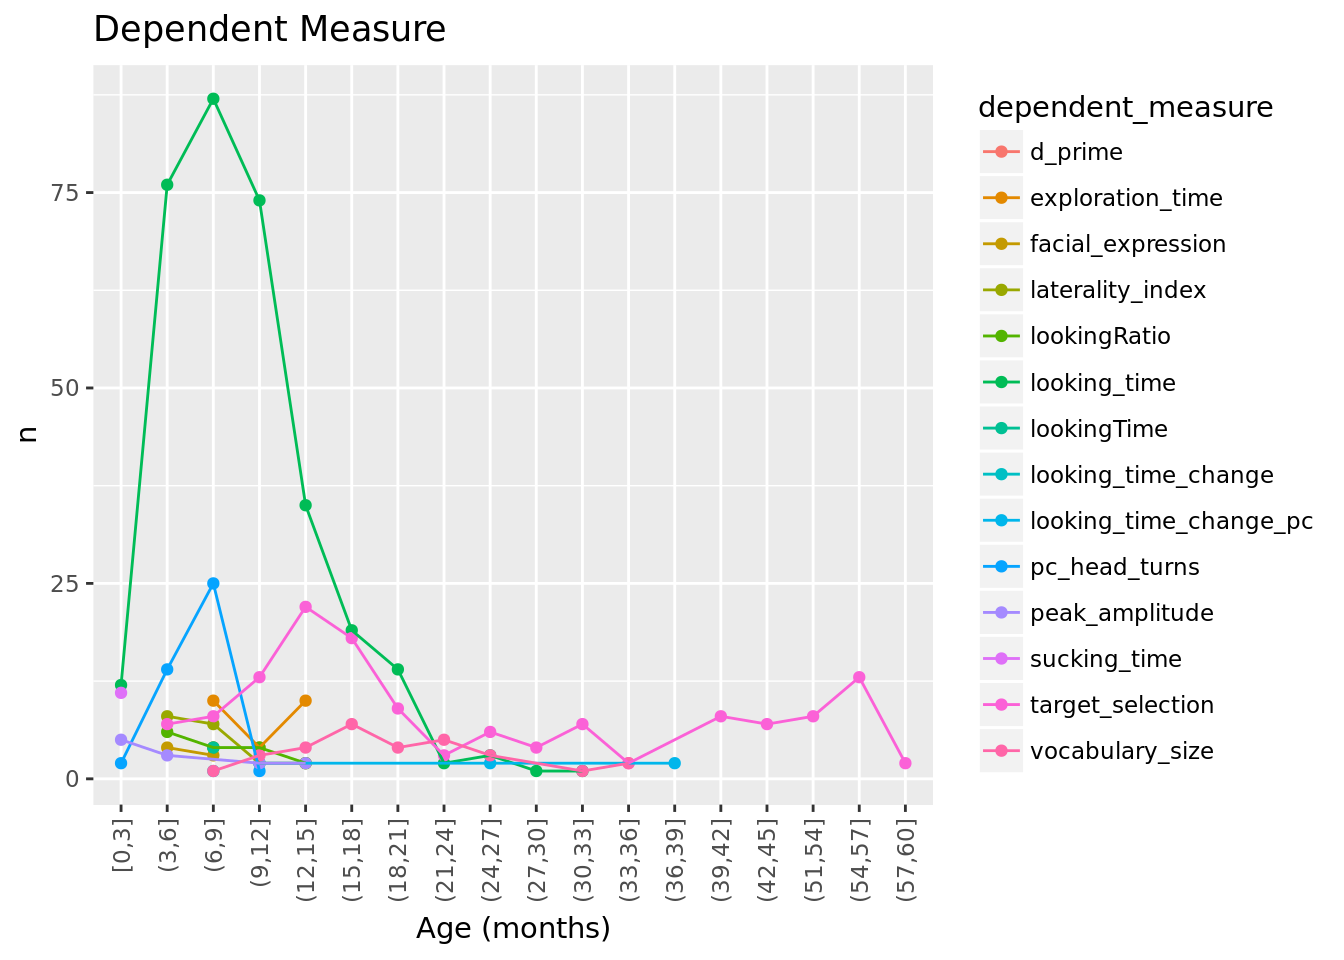 Dependent Measure
75
50
25
0
n
[0,3]
(3,6]
(6,9]
(9,12]
(12,15]
(15,18]
(18,21]
(21,24]
(24,27]
(27,30]
(30,33]
(33,36]
(36,39]
(39,42]
(42,45]
(51,54]
(54,57]
(57,60]
Age (months)
dependent_measure
d_prime
exploration_time
facial_expression
laterality_index
lookingRatio
looking_time
lookingTime
looking_time_change
looking_time_change_pc
pc_head_turns
peak_amplitude
sucking_time
target_selection
vocabulary_size